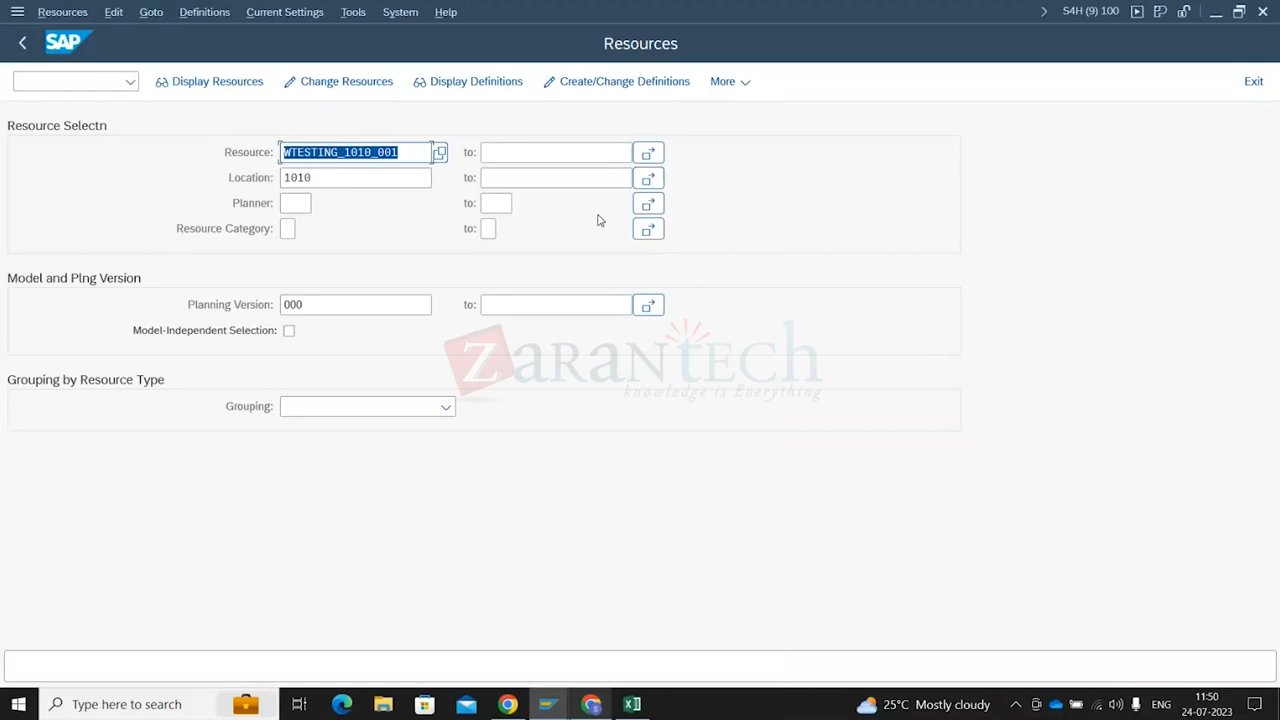 Resources Edit Goto Definitions Current Settings Tools System Help S4H (9) 100
SAP Resources
Display Resources Change Resources Display Definitions Create/Change Definitions More Exit
Resource Selectn
Resource: WTESTING_1010_001 to:
Location: 1010 to:
Planner: to:
Resource Category: to:
Model and Plng Version
Planning Version: 000 to:
Model-Independent Selection:
ZARANTECH
knowledge is Everything
Grouping by Resource Type
Grouping:
Type here to search 25°C Mostly cloudy ENG 11:50
24-07-2023